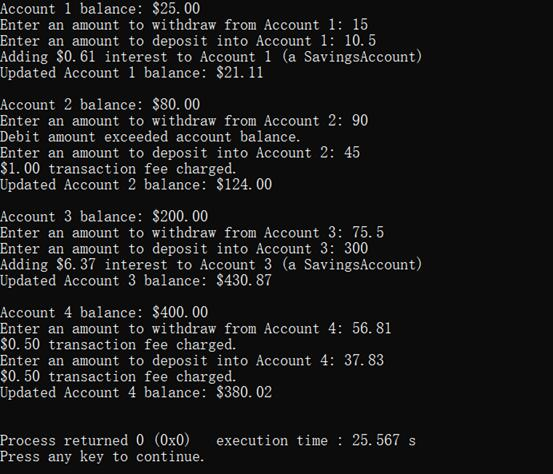 Account 1 balance: $25.00
Enter an amount to withdraw from Account 1: 15
Enter an amount to deposit into Account 1: 10.5
Adding $0.61 interest to Account 1 (a SavingsAccount)
Updated Account 1 balance: $21.11
Account 2 balance: $80.00
Enter an amount to withdraw from Account 2: 90
Debit amount exceeded account balance.
Enter an amount to deposit into Account 2: 45
$1.00 transaction fee charged.
Updated Account 2 balance: $124.00
Account 3 balance: $200.00
Enter an amount to withdraw from Account 3: 75.5
Enter an amount to deposit into Account 3: 300
Adding $6.37 interest to Account 3 (a SavingsAccount)
Updated Account 3 balance: $430.87
Account 4 balance: $400.00
Enter an amount to withdraw from Account 4: 56.81
$0.50 transaction fee charged.
Enter an amount to deposit into Account 4: 37.83
$0.50 transaction fee charged.
Updated Account 4 balance: $380.02
Process returned 0 (0x0)   execution time : 25.567 s
Press any key to continue.